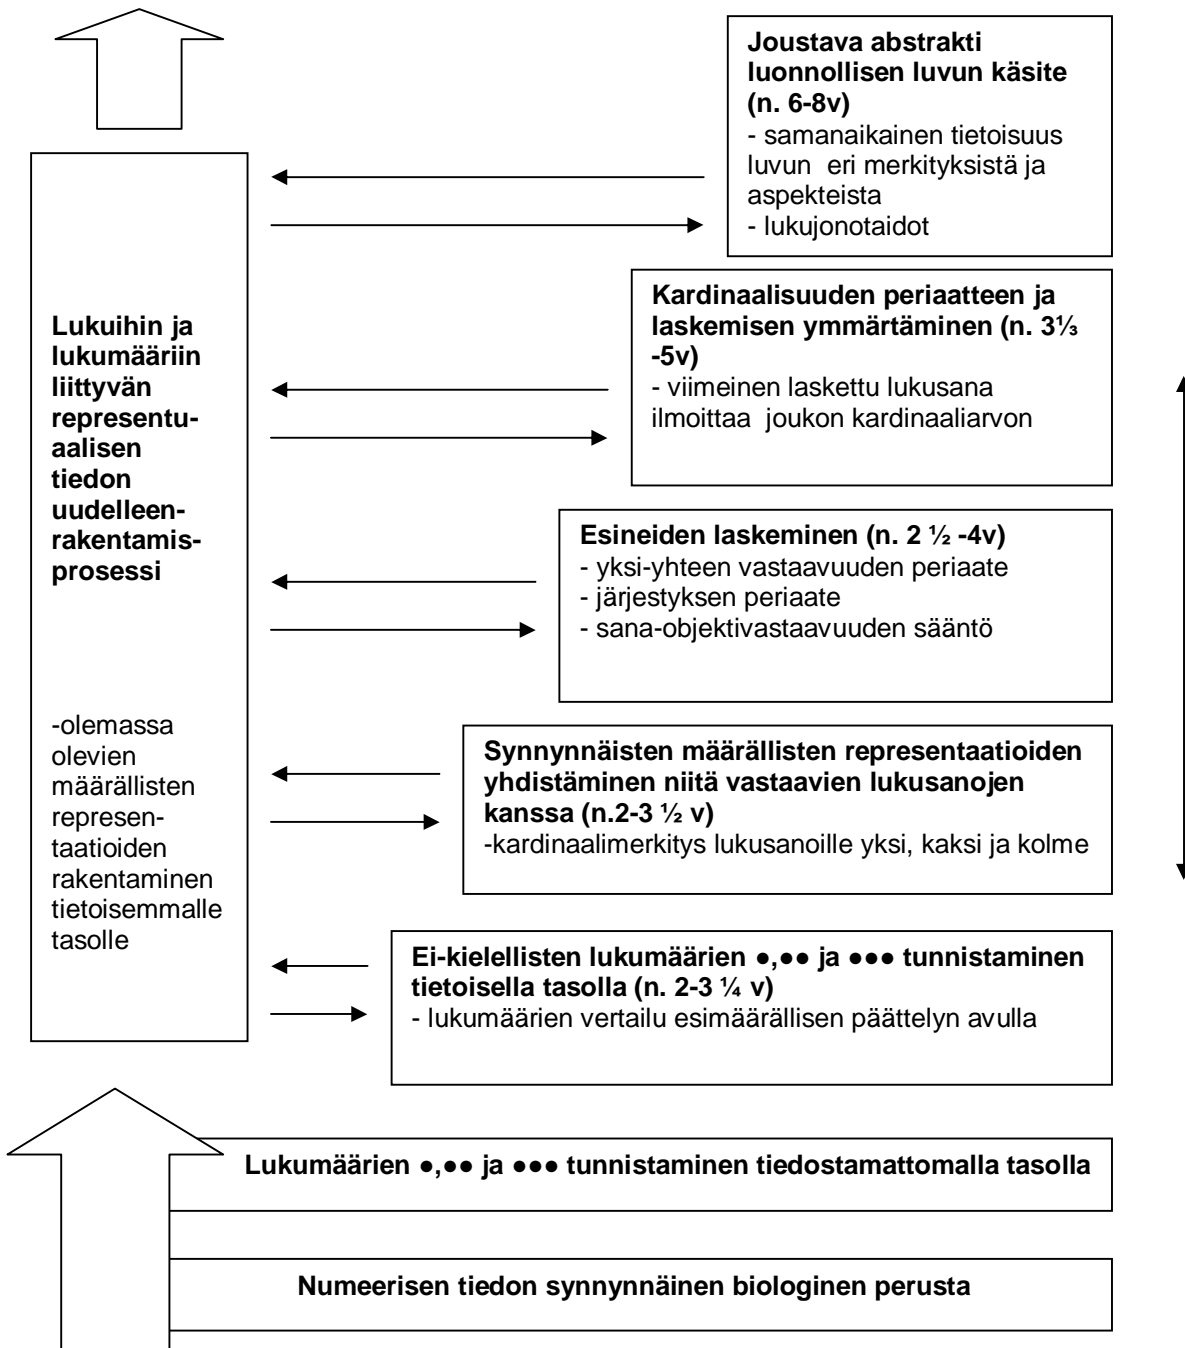 Joustava abstrakti
luonnollisen luvun käsite
(n. 6-8v)
- samanaikainen tietoisuus
luvun eri merkityksistä ja
aspekteista
- lukujonotaidot
Kardinaalisuuden periaatteen ja
laskemisen ymmärtäminen (n. 3⅓
-5v)
- viimeinen laskettu lukusana
ilmoittaa joukon kardinaaliarvon
Lukuihin ja
lukumääriin
liittyvän
representu-
aalisen
tiedon
uudelleen-
rakentamis-
prosessi
Esineiden laskeminen (n. 2 ½ -4v)
- yksi-yhteen vastaavuuden periaate
- järjestyksen periaate
- sana-objektivastaavuuden sääntö
-olemassa
olevien
määrällisten
represen-
taatioiden
rakentaminen
tietoisemmalle
tasolle
Synnynnäisten määrällisten representaatioiden
yhdistäminen niitä vastaavien lukusanojen
kanssa (n.2-3 ½ v)
-kardinaalimerkitys lukusanoille yksi, kaksi ja kolme
Ei-kielellisten lukumäärien ●,●● ja ●●● tunnistaminen
tietoisella tasolla (n. 2-3 ¼ v)
- lukumäärien vertailu esimäärällisen päättelyn avulla
Lukumäärien ●,●● ja ●●● tunnistaminen tiedostamattomalla tasolla
Numeerisen tiedon synnynnäinen biologinen perusta